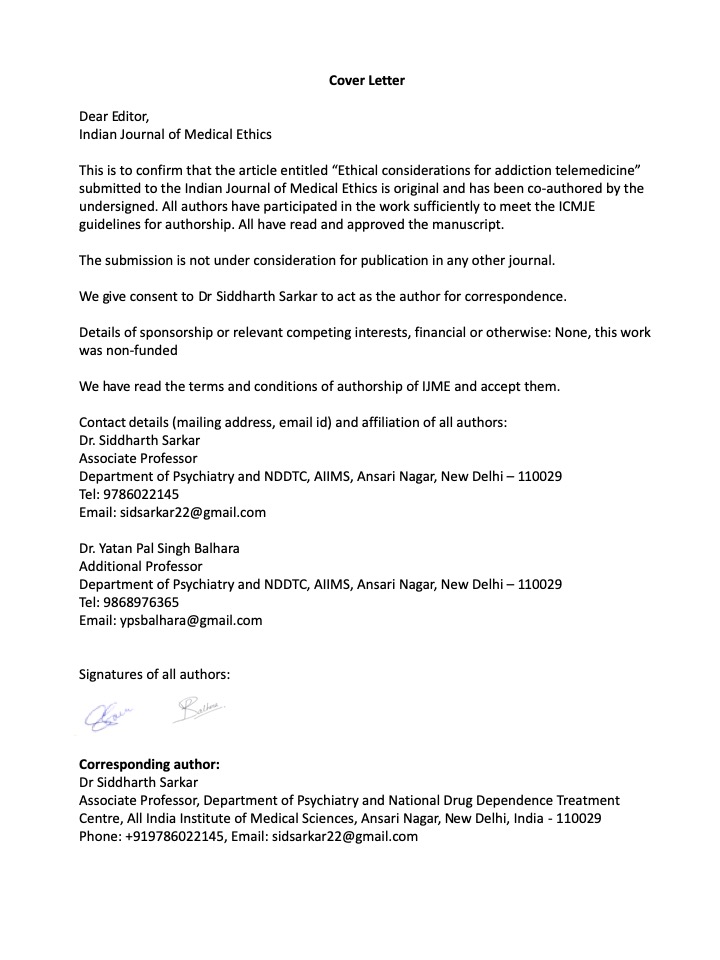 Cover Letter
Dear Editor,
Indian Journal of Medical Ethics
This is to confirm that the article entitled “Ethical considerations for addiction telemedicine”
submitted to the Indian Journal of Medical Ethics is original and has been co-authored by the
undersigned. All authors have participated in the work sufficiently to meet the ICMJE
guidelines for authorship. All have read and approved the manuscript.
The submission is not under consideration for publication in any other journal.
We give consent to Dr Siddharth Sarkar to act as the author for correspondence.
Details of sponsorship or relevant competing interests, financial or otherwise: None, this work
was non-funded
We have read the terms and conditions of authorship of IJME and accept them.
Contact details (mailing address, email id) and affiliation of all authors:
Dr. Siddharth Sarkar
Associate Professor
Department of Psychiatry and NDDTC, AIIMS, Ansari Nagar, New Delhi – 110029
Tel: 9786022145
Email: sidsarkar22@gmail.com
Dr. Yatan Pal Singh Balhara
Additional Professor
Department of Psychiatry and NDDTC, AIIMS, Ansari Nagar, New Delhi – 110029
Tel: 9868976365
Email: ypsbalhara@gmail.com
Signatures of all authors:
Corresponding author:
Dr Siddharth Sarkar
Associate Professor, Department of Psychiatry and National Drug Dependence Treatment
Centre, All India Institute of Medical Sciences, Ansari Nagar, New Delhi, India - 110029
Phone: +919786022145, Email: sidsarkar22@gmail.com